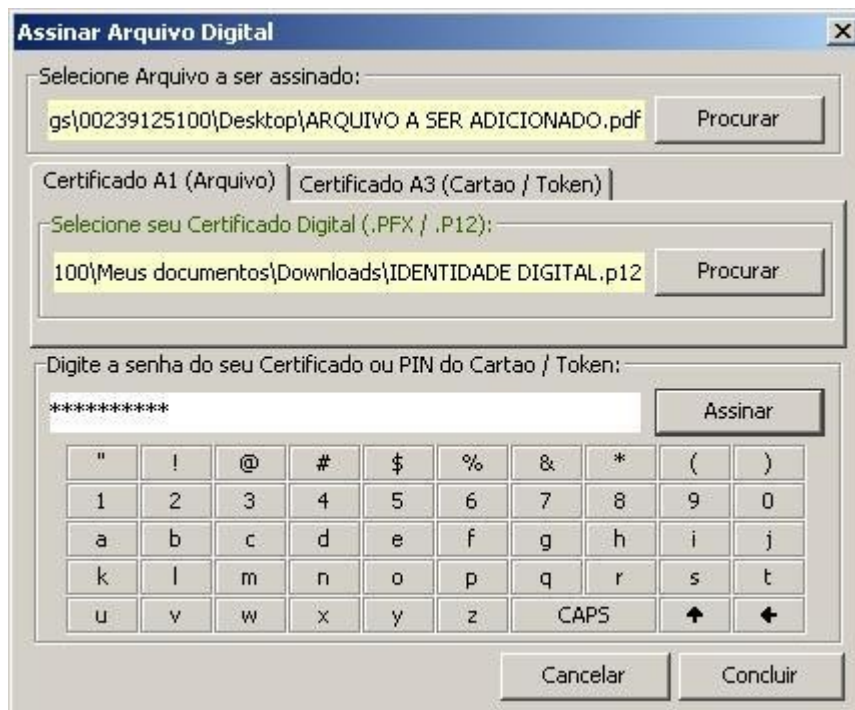 Assinar Arquivo Digital
Selecione Arquivo a ser assinado:
gs\00239125100\Desktop\ARQUIVO A SER ADICIONADO.pdf Procurar
Certificado A1 (Arquivo) Certificado A3 (Cartao / Token)
Selecione seu Certificado Digital (.PFX / .P12):
100\Meus documentos\Downloads\IDENTIDADE DIGITAL.p12 Procurar
Digite a senha do seu Certificado ou PIN do Cartao / Token:
********** Assinar
" ! @ # $ % & * ( )
1 2 3 4 5 6 7 8 9 0
a b c d e f g h i j
k l m n o p q r s t
u v w x y z CAPS 🡹 🡸
Cancelar Concluir